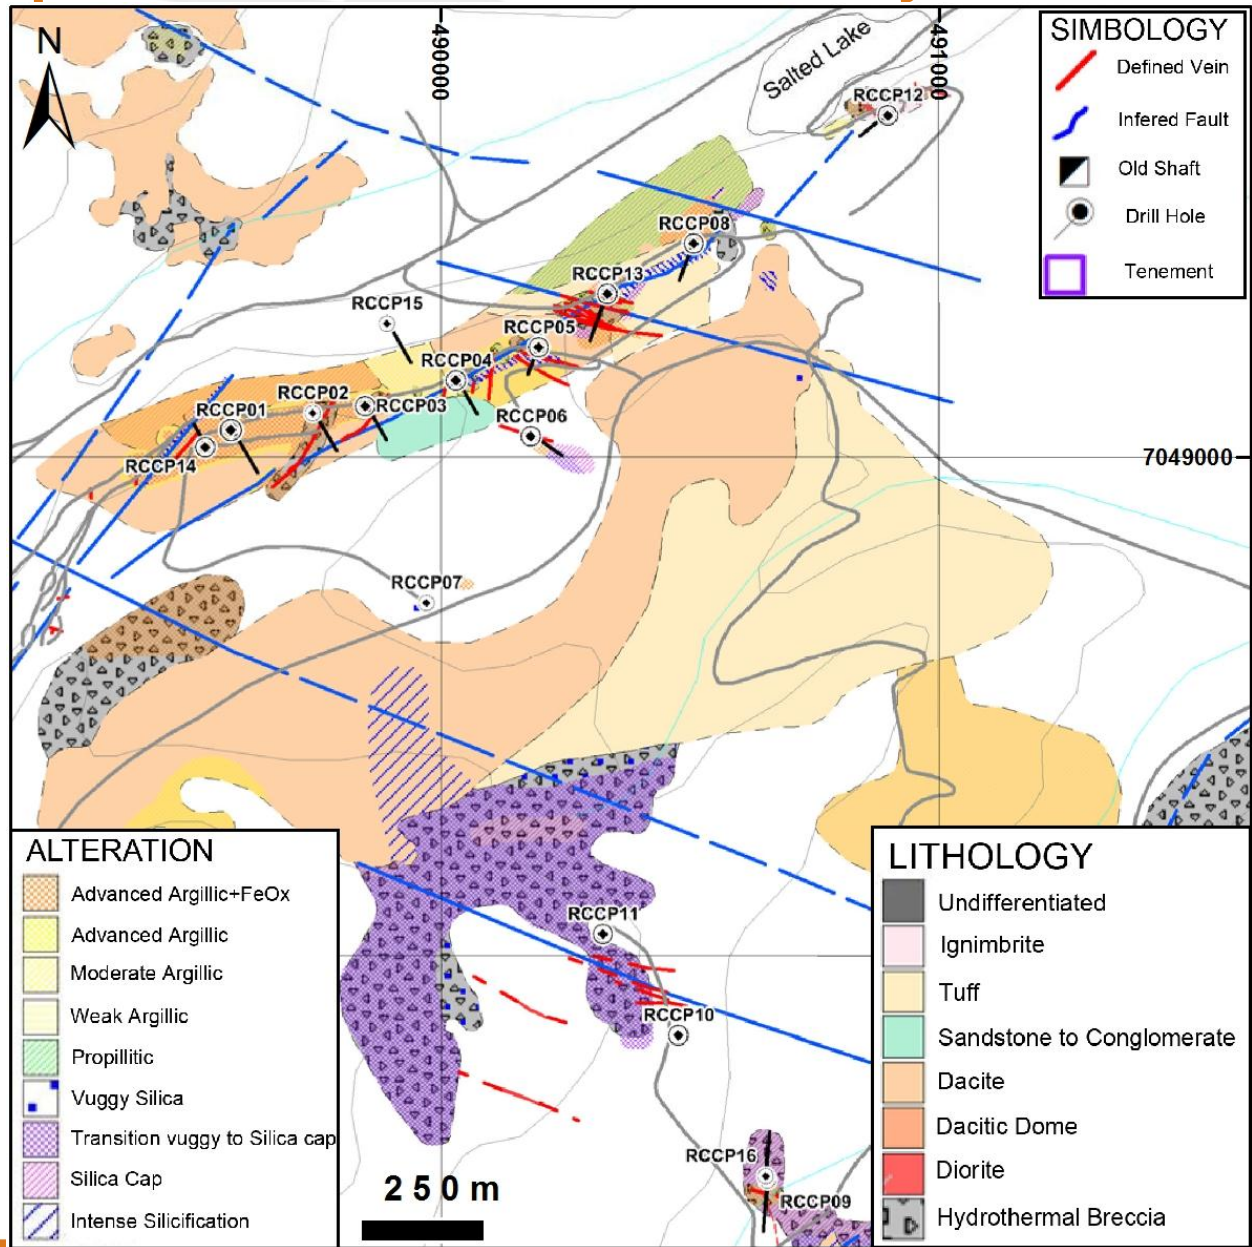 N
490000
491000
Salted Lake
RCCP12
SIMBOLOGY
Defined Vein
Infered Fault
Old Shaft
Drill Hole
Tenement
RCCP08
RCCP13
RCCP15
RCCP05
RCCP04
RCCP02
RCCP03
RCCP01
RCCP06
RCCP14
7049000
RCCP07
RCCP11
RCCP10
RCCP16
RCCP09
250m
ALTERATION
Advanced Argillic+FeOx
Advanced Argillic
Moderate Argillic
Weak Argillic
Propillitic
Vuggy Silica
Transition vuggy to Silica cap
Silica Cap
Intense Silicification
LITHOLOGY
Undifferentiated
Ignimbrite
Tuff
Sandstone to Conglomerate
Dacite
Dacitic Dome
Diorite
Hydrothermal Breccia